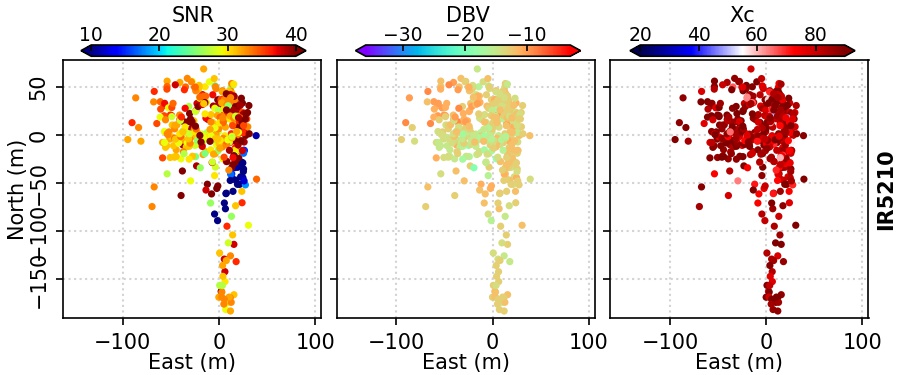 SNR DBV Xc
10 20 30 40 −30 −20 −10 20 40 60 80
50
0
−50
−100
−150
North (m)
IR5210
−100 0 100 −100 0 100 −100 0 100
East (m) East (m) East (m)